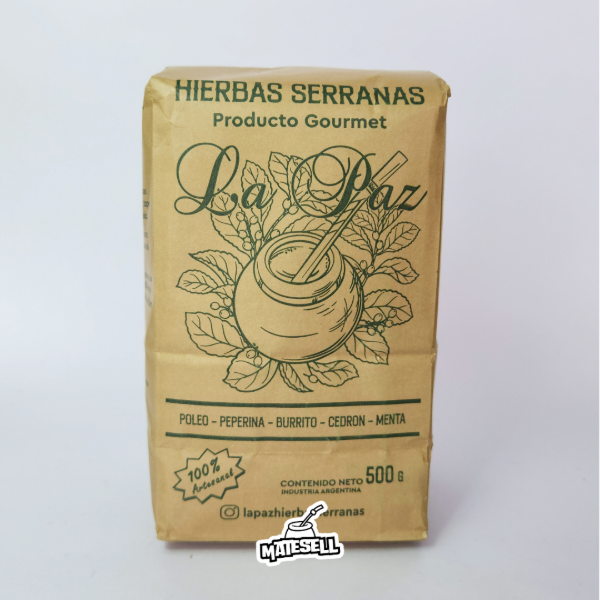 HIERBAS SERRANAS
Producto Gourmet
La Paz
POLEO - PEPERINA - BURRITO - CEDRON - MENTA
100%
Artesanal
CONTENIDO NETO 500 G
INDUSTRIA ARGENTINA
MATESELL